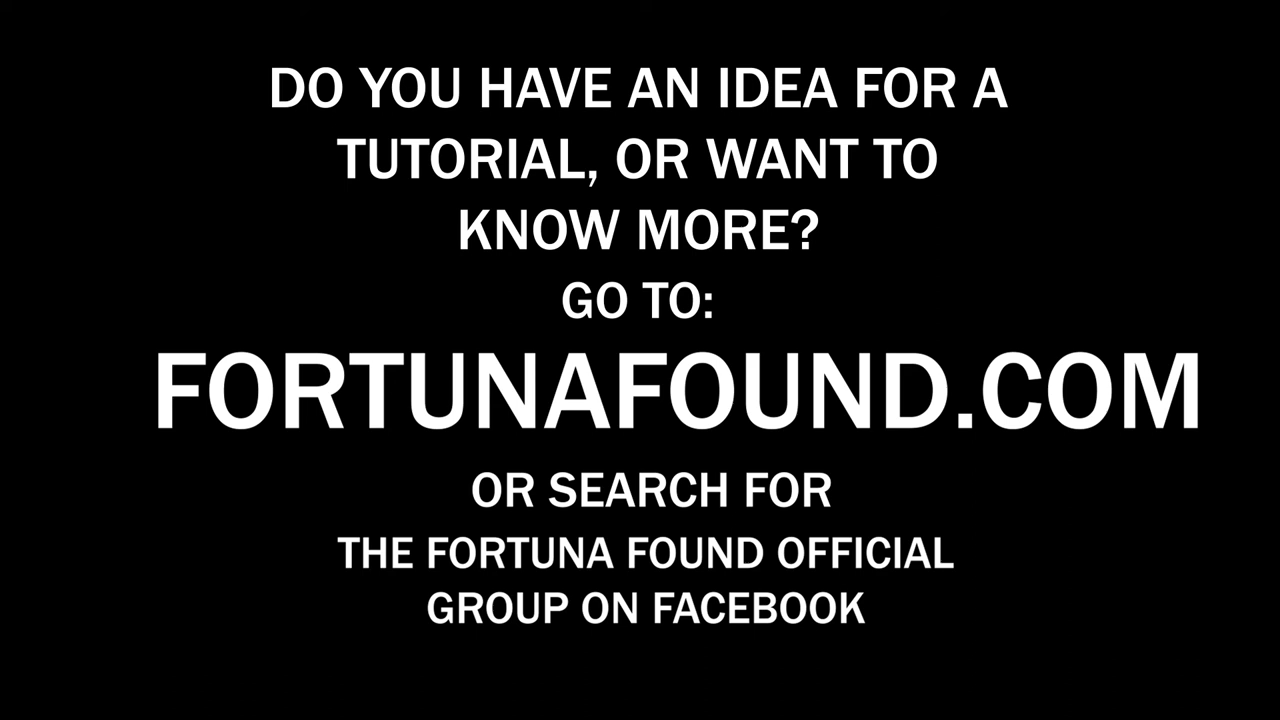 DO YOU HAVE AN IDEA FOR A
TUTORIAL, OR WANT TO
KNOW MORE?
GO TO:
FORTUNAFOUND.COM
OR SEARCH FOR
THE FORTUNA FOUND OFFICIAL
GROUP ON FACEBOOK